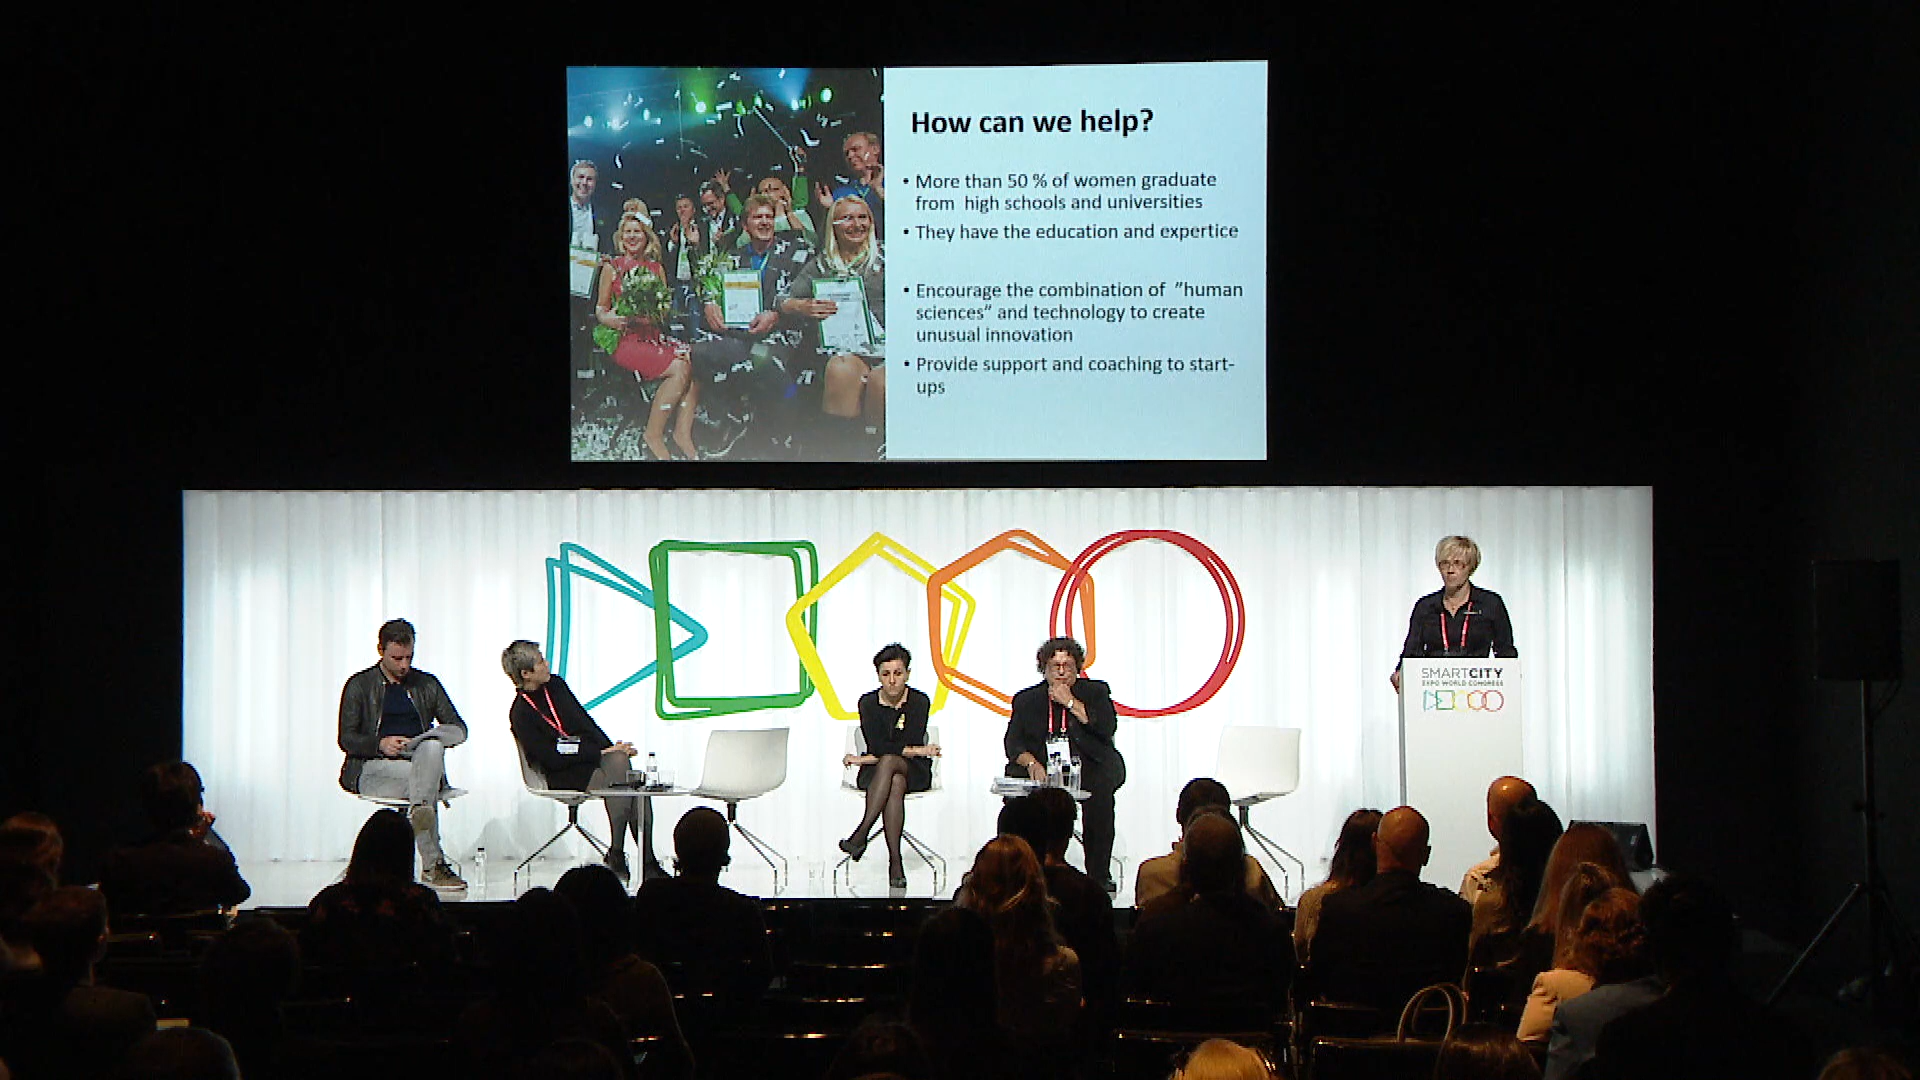 How can we help?
• More than 50 % of women graduate
from high schools and universities
• They have the education and expertice
• Encourage the combination of "human
sciences" and technology to create
unusual innovation
• Provide support and coaching to start-
ups
SMARTCITY
EXPO WORLD CONGRESS